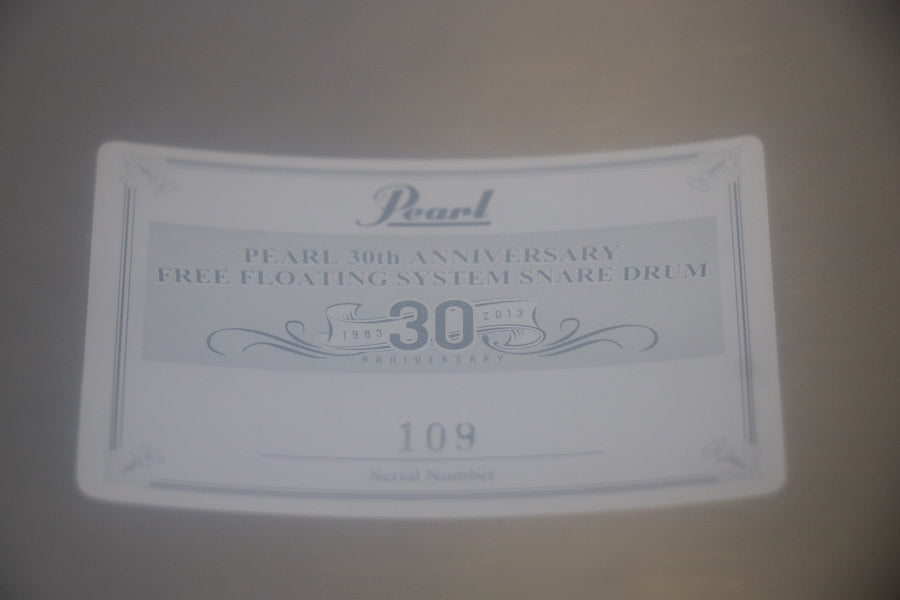 Pearl
PEARL 30th ANNIVERSARY
FREE FLOATING SYSTEM SNARE DRUM
1983 30 2013
ANNIVERSARY
109
Serial Number